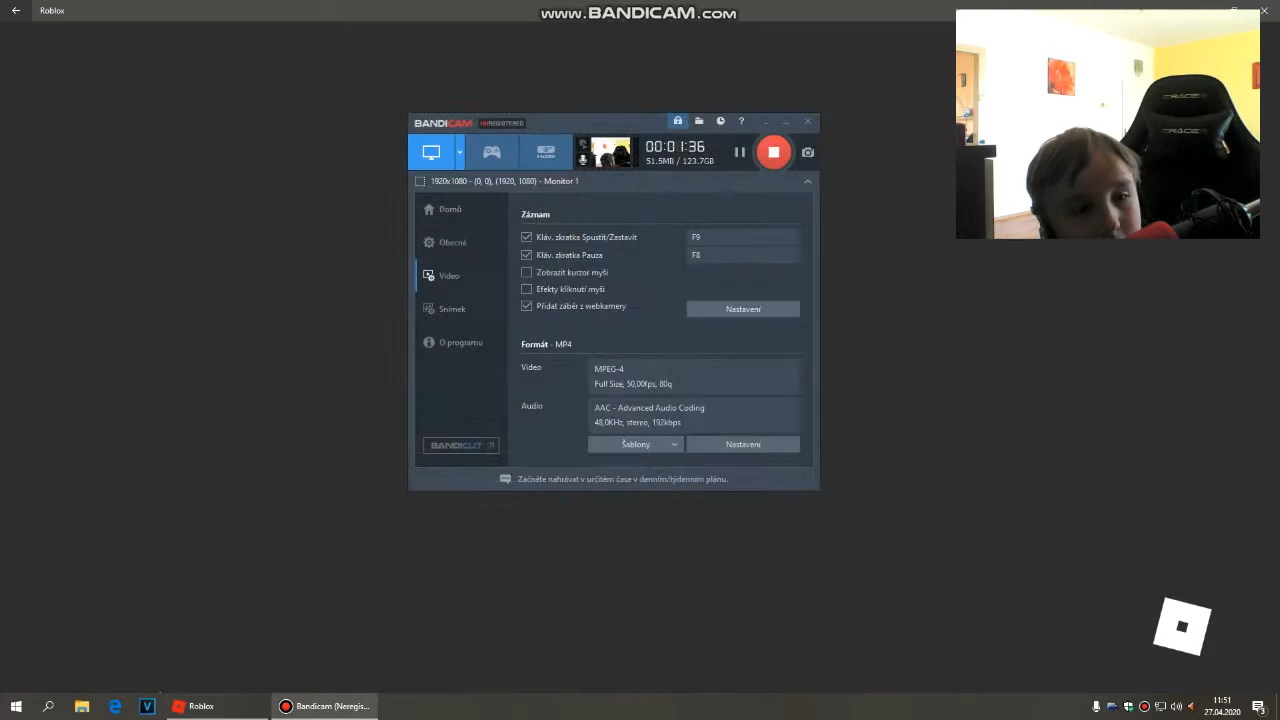 Roblox
www.BANDICAM.com
BANDICAM UNREGISTERED
00:01:36
51.5MB / 123.7GB
1920x1080 - (0, 0), (1920, 1080) - Monitor 1
Domů
Obecné
Video
Snímek
O programu
BANDICUT
Záznam
Kláv. zkratka Spustit/Zastavit
F9
Kláv. zkratka Pauza
F8
Zobrazit kurzor myši
Efekty kliknutí myši
Přidat záběr z webkamery
Nastavení
Formát - MP4
Video
MPEG-4
Full Size, 50,00fps, 80q
Audio
AAC - Advanced Audio Coding
48,0KHz, stereo, 192kbps
Šablony
Nastavení
Začněte nahrávat v určitém čase v denním/týdenním plánu.
RACER
RACER
Roblox
Bandicam (Neregis...
11:51
27.04.2020
3